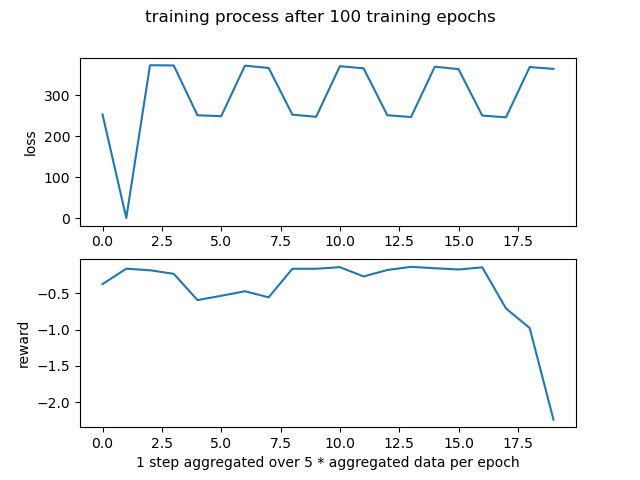 training process after 100 training epochs
300
200
100
0
loss
0.0 2.5 5.0 7.5 10.0 12.5 15.0 17.5
−0.5
−1.0
−1.5
−2.0
reward
0.0 2.5 5.0 7.5 10.0 12.5 15.0 17.5
1 step aggregated over 5 * aggregated data per epoch